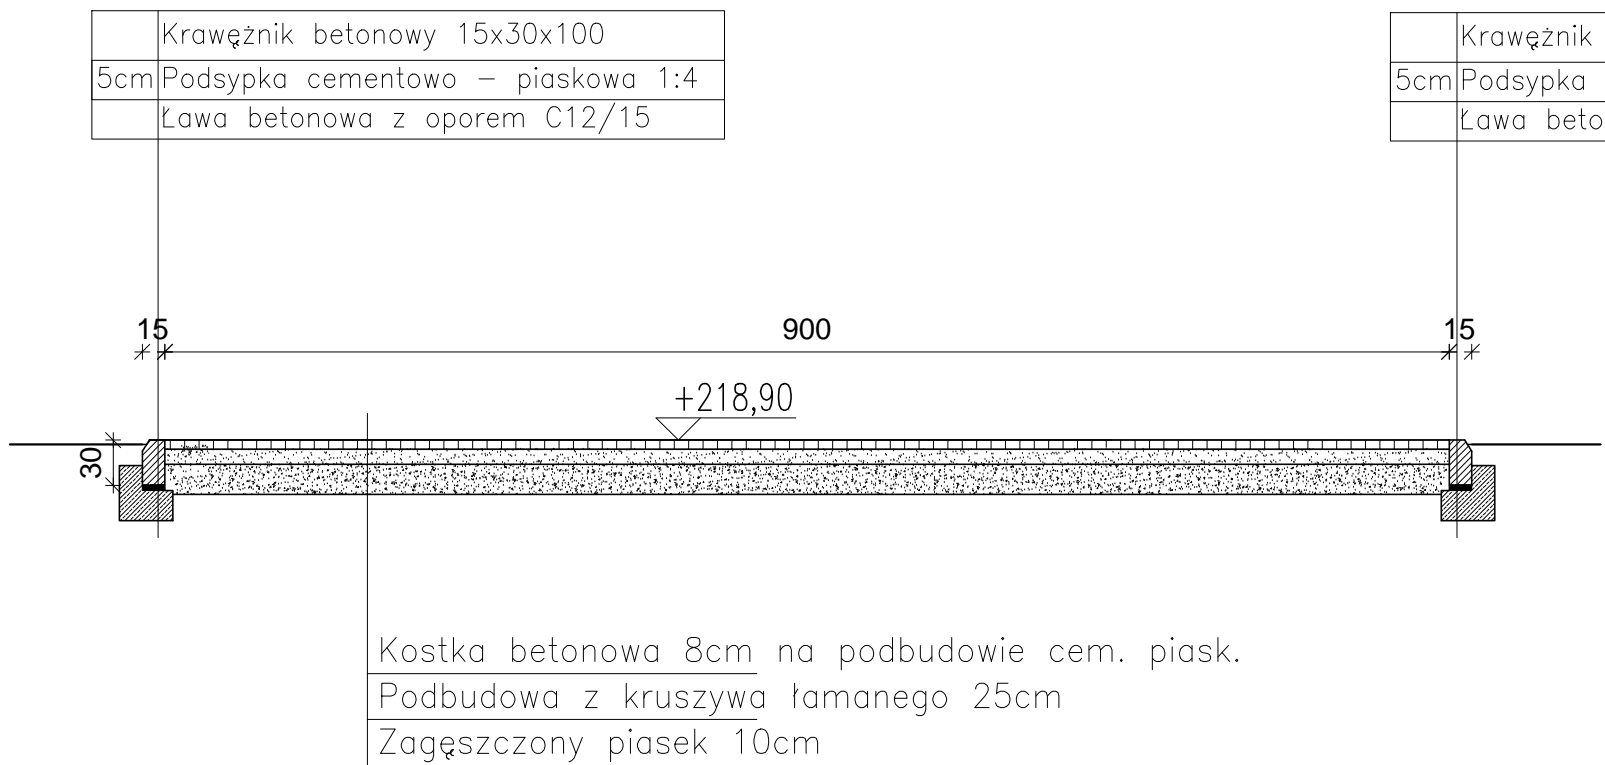 Krawężnik betonowy 15x30x100
5cm Podsypka cementowo – piaskowa 1:4
Ława betonowa z oporem C12/15
Krawężnik
5cm Podsypka
Ława beto
15 900 15
+218,90
30
Kostka betonowa 8cm na podbudowie cem. piask.
Podbudowa z kruszywa łamanego 25cm
Zagęszczony piasek 10cm